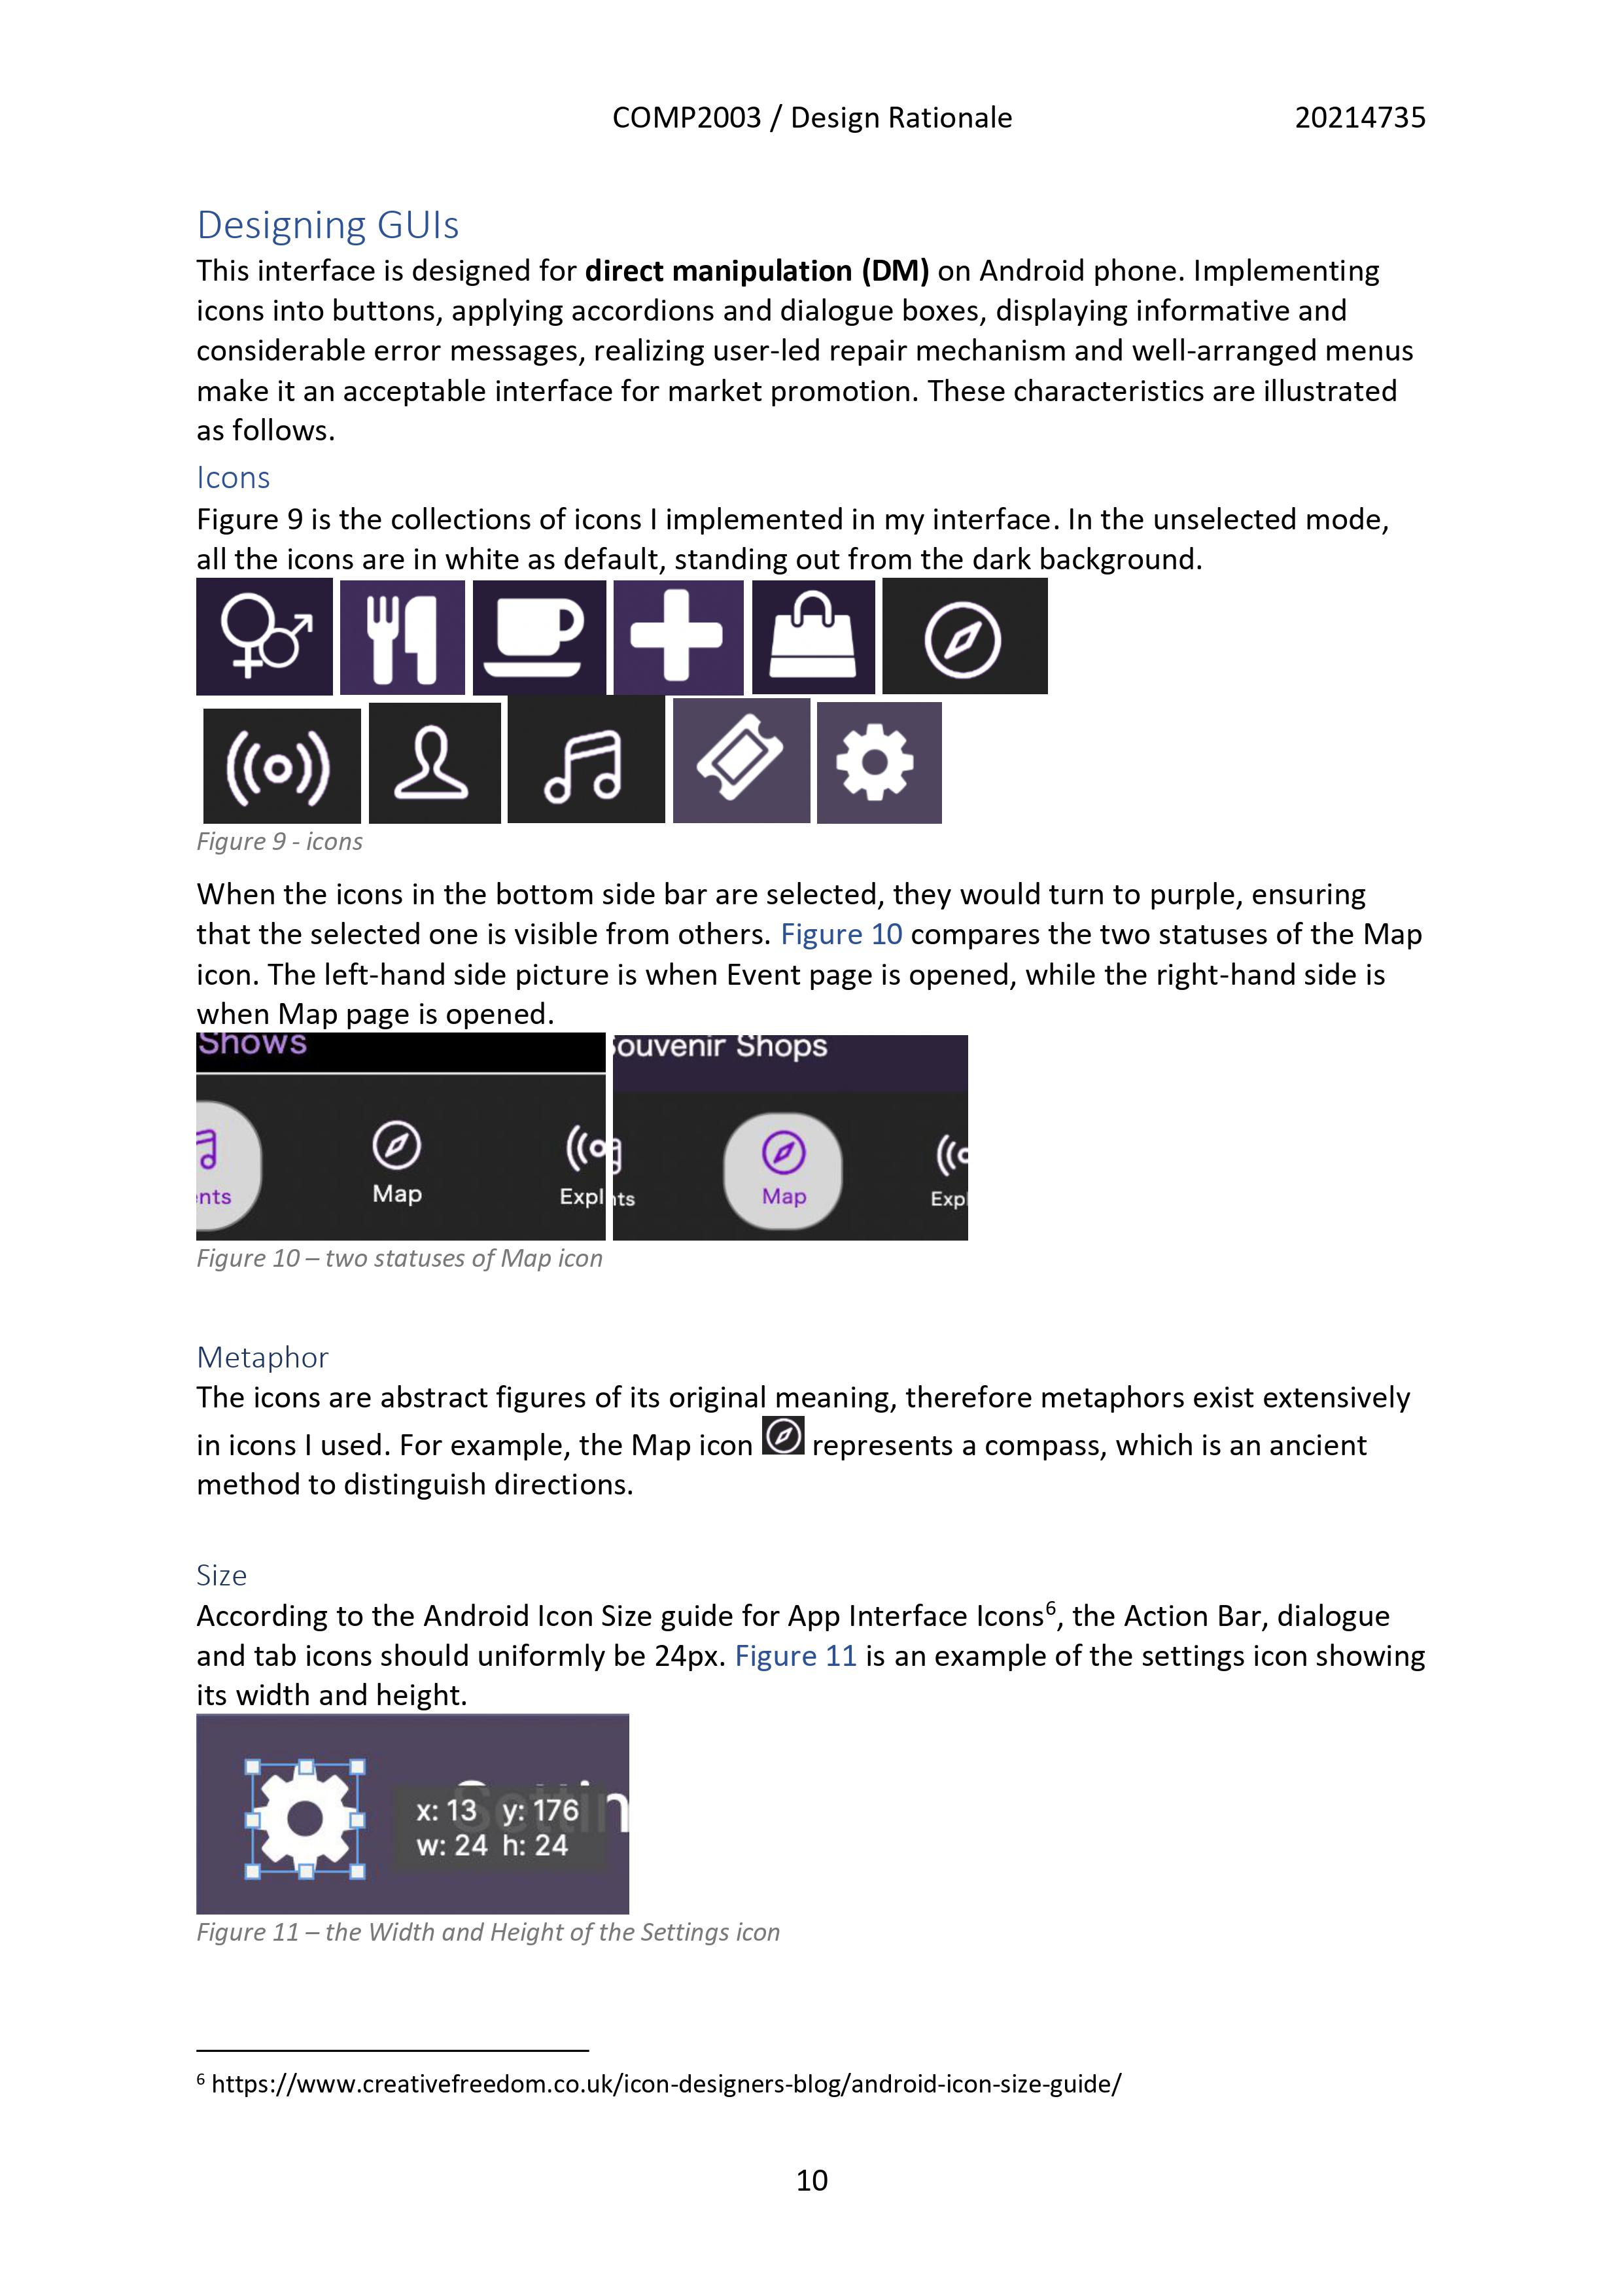 COMP2003 / Design Rationale 20214735
Designing GUIs
This interface is designed for direct manipulation (DM) on Android phone. Implementing
icons into buttons, applying accordions and dialogue boxes, displaying informative and
considerable error messages, realizing user-led repair mechanism and well-arranged menus
make it an acceptable interface for market promotion. These characteristics are illustrated
as follows.
Icons
Figure 9 is the collections of icons I implemented in my interface. In the unselected mode,
all the icons are in white as default, standing out from the dark background.
Figure 9 - icons
When the icons in the bottom side bar are selected, they would turn to purple, ensuring
that the selected one is visible from others. Figure 10 compares the two statuses of the Map
icon. The left-hand side picture is when Event page is opened, while the right-hand side is
when Map page is opened.
Shows
ouvenir Shops
nts Map Expl
nts Map Expl
Figure 10 – two statuses of Map icon
Metaphor
The icons are abstract figures of its original meaning, therefore metaphors exist extensively
in icons I used. For example, the Map icon represents a compass, which is an ancient
method to distinguish directions.
Size
According to the Android Icon Size guide for App Interface Icons⁶, the Action Bar, dialogue
and tab icons should uniformly be 24px. Figure 11 is an example of the settings icon showing
its width and height.
Settin
x: 13 y: 176
w: 24 h: 24
Figure 11 – the Width and Height of the Settings icon
⁶ https://www.creativefreedom.co.uk/icon-designers-blog/android-icon-size-guide/
10